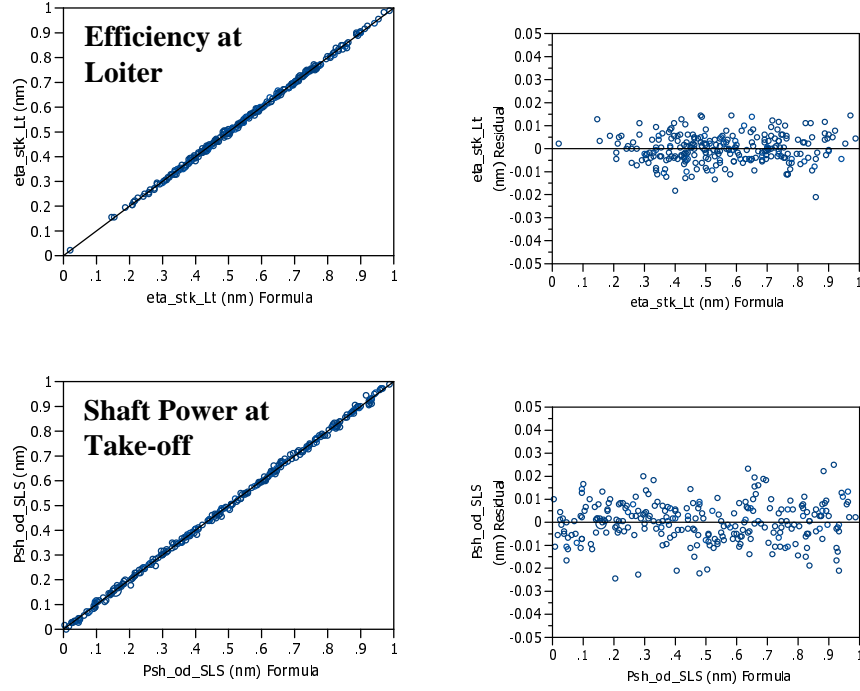 Efficiency at
Loiter
eta_stk_Lt (nm)
1
0.9
0.8
0.7
0.6
0.5
0.4
0.3
0.2
0.1
0
0 .1 .2 .3 .4 .5 .6 .7 .8 .9 1
eta_stk_Lt (nm) Formula
eta_stk_Lt
(nm) Residual
0.05
0.04
0.03
0.02
0.01
0
-0.01
-0.02
-0.03
-0.04
-0.05
0 .1 .2 .3 .4 .5 .6 .7 .8 .9 1
eta_stk_Lt (nm) Formula
Shaft Power at
Take-off
Psh_od_SLS (nm)
1
0.9
0.8
0.7
0.6
0.5
0.4
0.3
0.2
0.1
0
0 .1 .2 .3 .4 .5 .6 .7 .8 .9 1
Psh_od_SLS (nm) Formula
Psh_od_SLS
(nm) Residual
0.05
0.04
0.03
0.02
0.01
0
-0.01
-0.02
-0.03
-0.04
-0.05
0 .1 .2 .3 .4 .5 .6 .7 .8 .9 1
Psh_od_SLS (nm) Formula